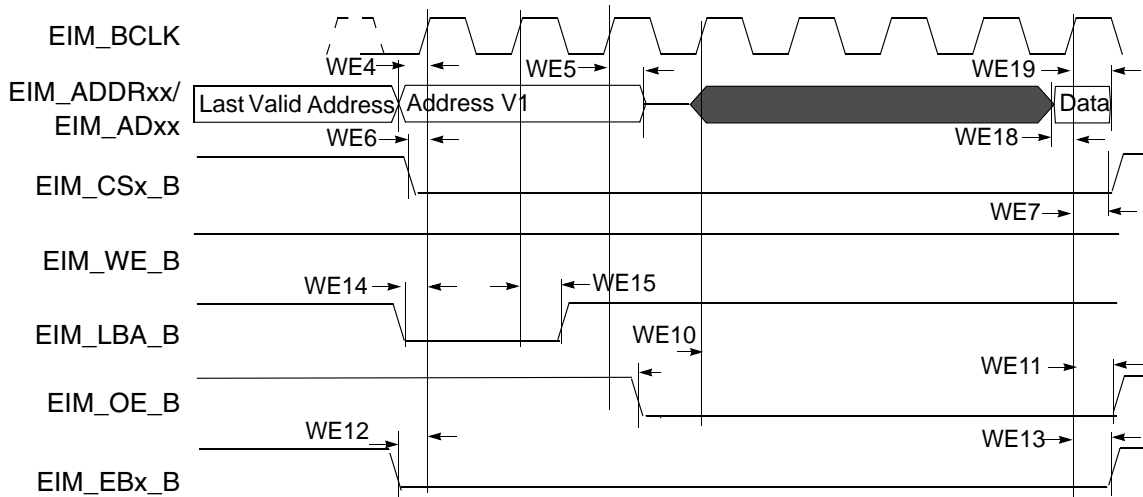 EIM_BCLK
WE4
WE5
WE19
EIM_ADDRxx/
EIM_ADxx
Last Valid Address
Address V1
Data
WE6
WE18
EIM_CSx_B
WE7
EIM_WE_B
WE14
WE15
EIM_LBA_B
WE10
WE11
EIM_OE_B
WE12
WE13
EIM_EBx_B